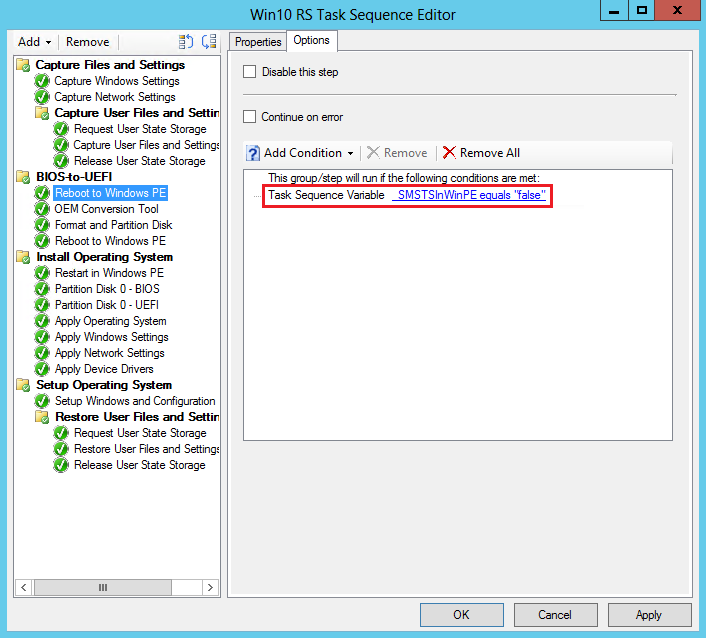 Win10 RS Task Sequence Editor
Add
Remove
Properties
Options
Capture Files and Settings
Capture Windows Settings
Capture Network Settings
Capture User Files and Settin
Request User State Storage
Capture User Files and Settings
Release User State Storage
BIOS-to-UEFI
Reboot to Windows PE
OEM Conversion Tool
Format and Partition Disk
Reboot to Windows PE
Install Operating System
Restart in Windows PE
Partition Disk 0 - BIOS
Partition Disk 0 - UEFI
Apply Operating System
Apply Windows Settings
Apply Network Settings
Apply Device Drivers
Setup Operating System
Setup Windows and Configuration
Restore User Files and Settin
Request User State Storage
Restore User Files and Settings
Release User State Storage
Disable this step
Continue on error
Add Condition
Remove
Remove All
This group/step will run if the following conditions are met:
Task Sequence Variable _SMSTSInWinPE equals "false"
OK
Cancel
Apply